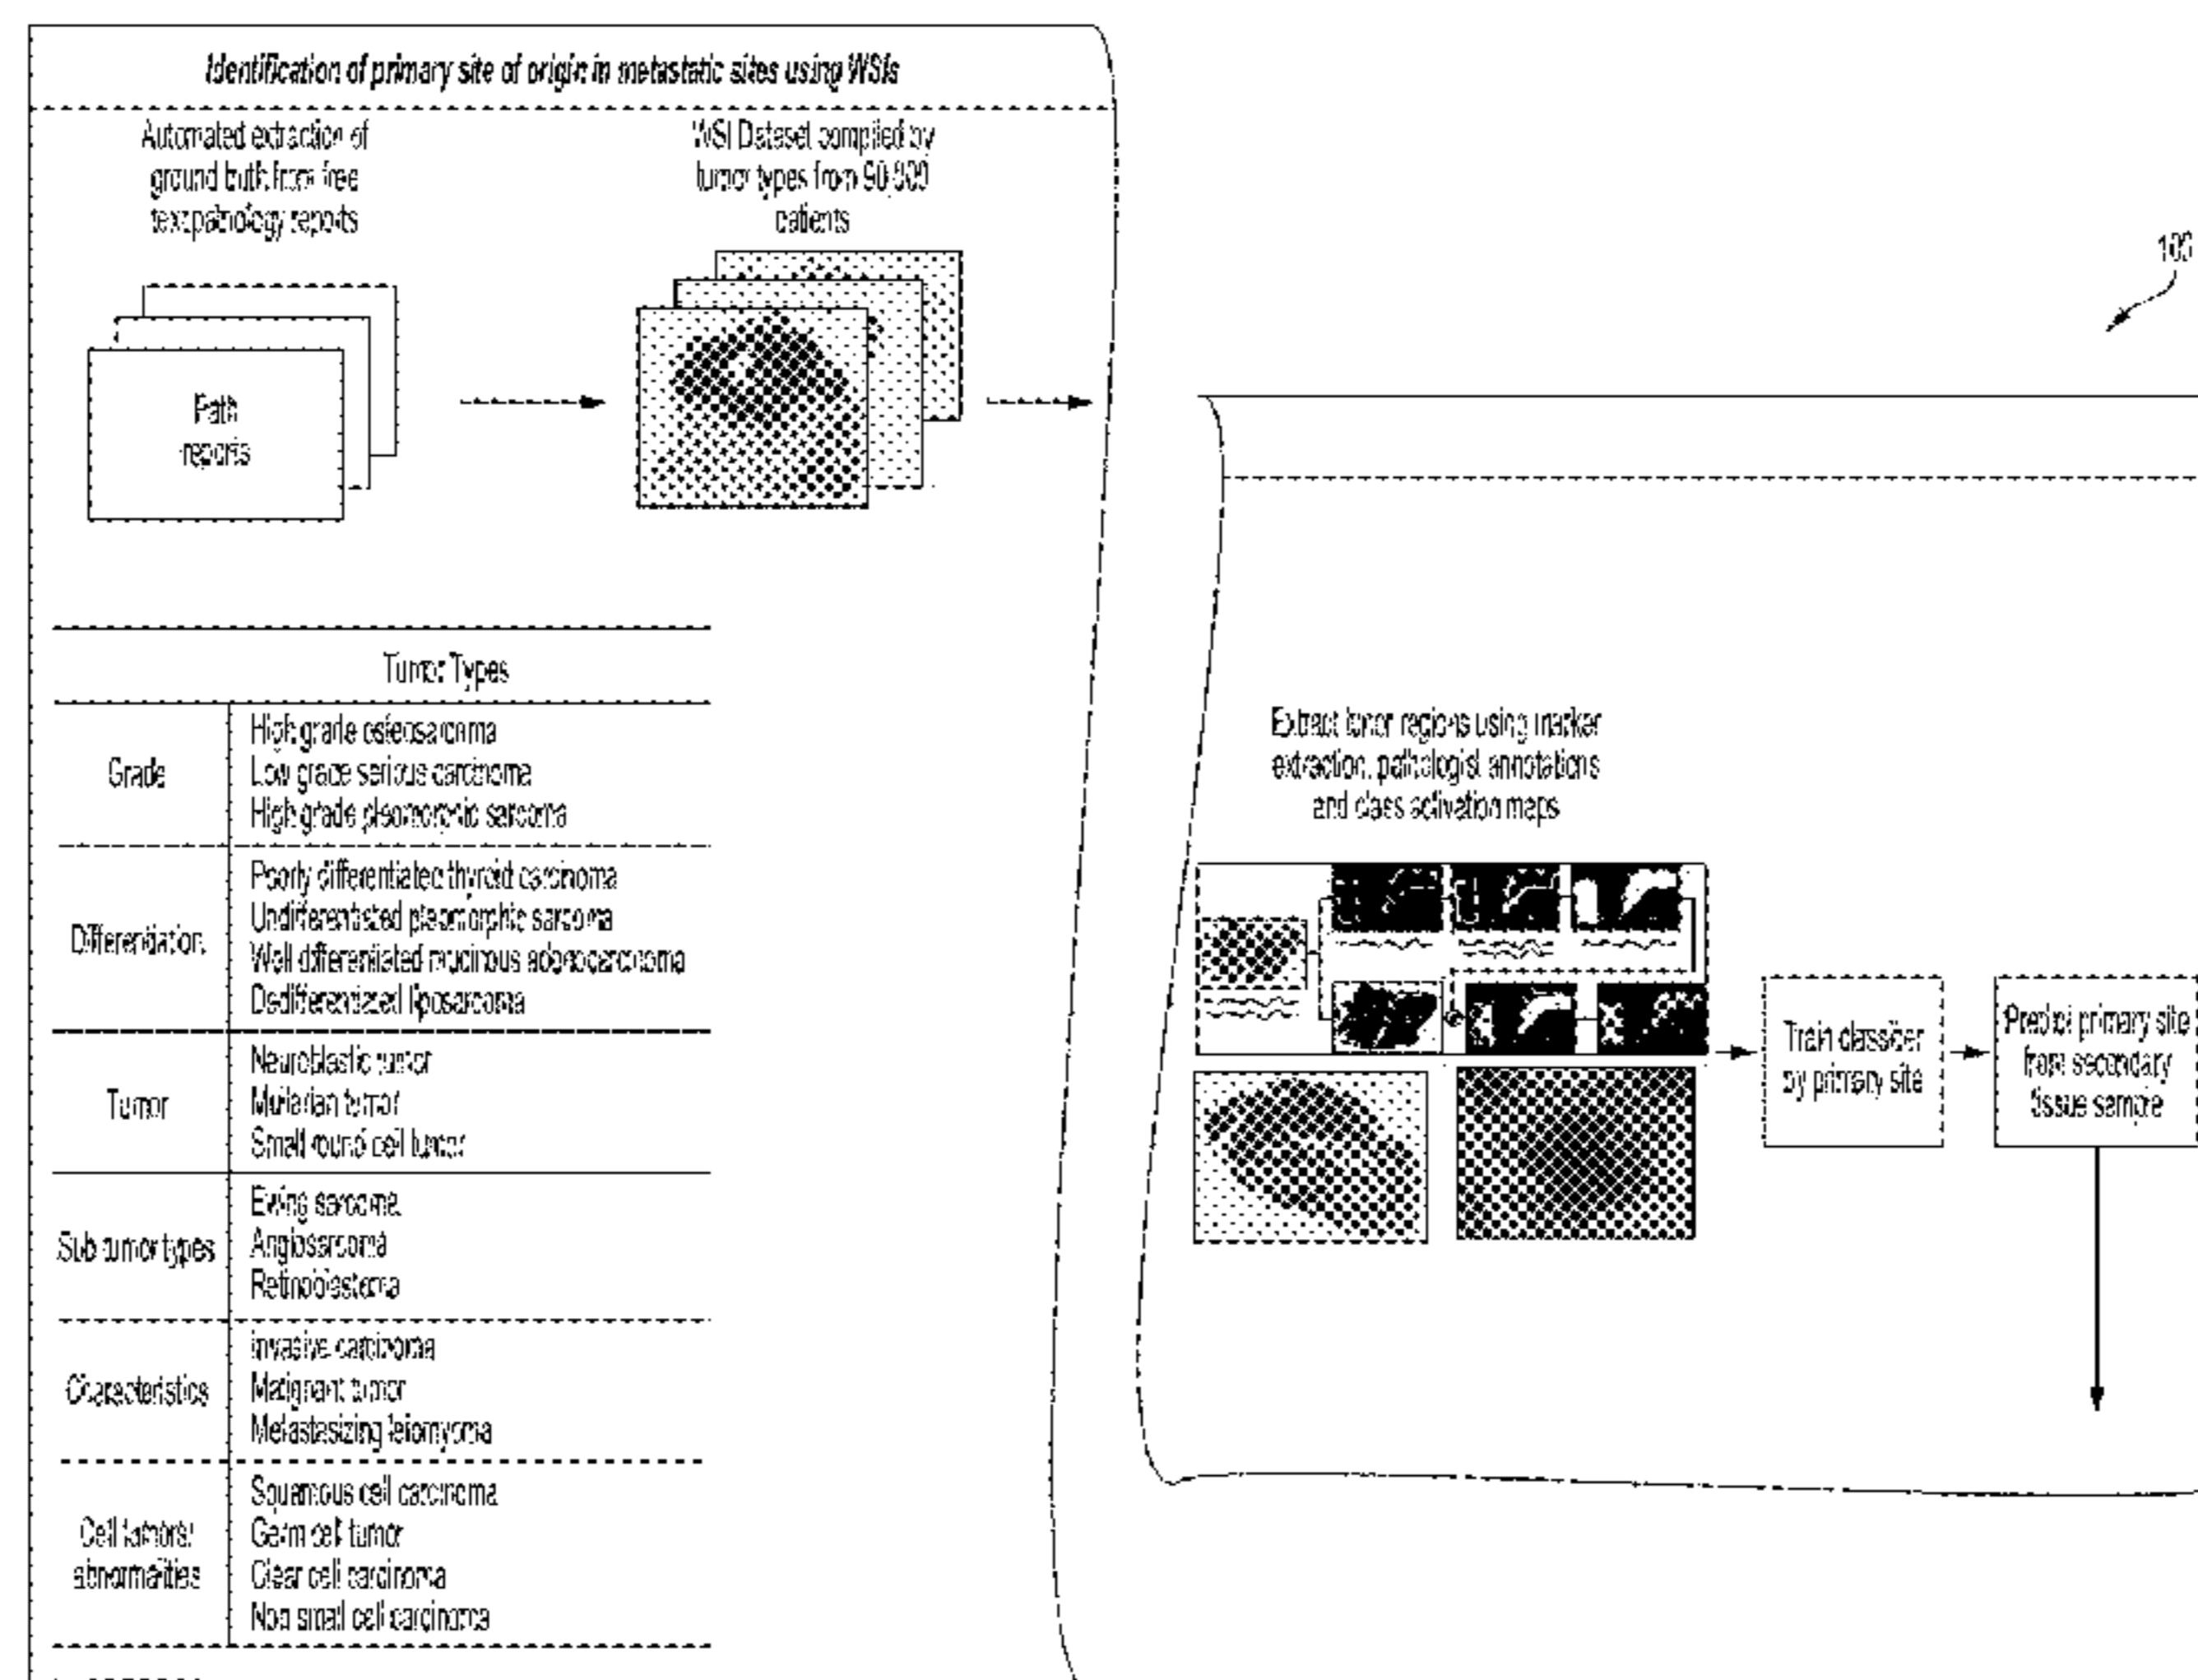 Identification of primary site of origin in metastatic sites using WSIs
Automated extraction of
ground truth from free
text pathology reports
WSI Dataset compiled by
tumor types from
patients
Path
reports
Tumor Types
Grade
High grade osteosarcoma
Low grade serious carcinoma
High grade pleomorphic sarcoma
Differentiation
Poorly differentiated thyroid carcinoma
Undifferentiated pleomorphic sarcoma
Well differentiated mucinous adenocarcinoma
Dedifferentiated liposarcoma
Tumor
Neuroblastic tumor
Mullerian tumor
Small round cell tumor
Sub tumor types
Ewing sarcoma
Angiosarcoma
Retinoblastoma
Characteristics
Invasive carcinoma
Malignant tumor
Metastasizing leiomyoma
Cell tumors/
abnormalities
Squamous cell carcinoma
Germ cell tumor
Clear cell carcinoma
Non small cell carcinoma
Extract tumor regions using marker
extraction, pathologist annotations
and class activation maps
Train classifier
by primary site
Predict primary site
from secondary
tissue sample